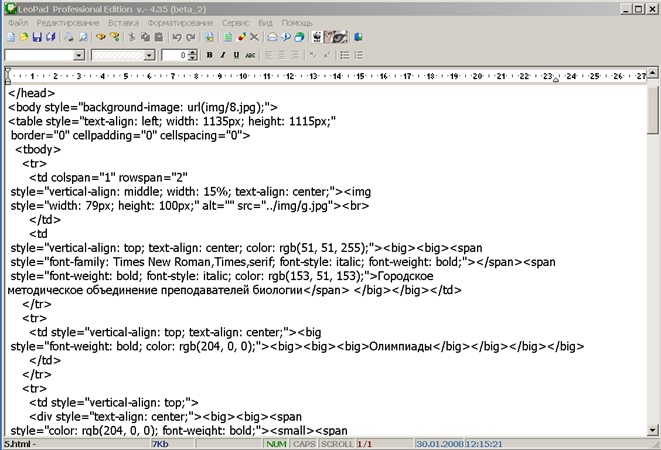 LeoPad Professional Edition v.- 4.35 (beta_2)
Файл Редактирование Вставка Форматирование Сервис Вид Помощь
0 B I U ABC
1 2 3 4 5 6 7 8 9 10 11 12 13 14 15 16 17 18 19 20 21 22 23 24 25 26 27
</head>
<body style="background-image: url(img/8.jpg);">
<table style="text-align: left; width: 1135px; height: 1115px;"
border="0" cellpadding="0" cellspacing="0">
<tbody>
<tr>
<td colspan="1" rowspan="2"
style="vertical-align: middle; width: 15%; text-align: center;"><img
style="width: 79px; height: 100px;" alt="" src="../img/g.jpg"><br>
</td>
<td
style="vertical-align: top; text-align: center; color: rgb(51, 51, 255);"><big><big><span
style="font-family: Times New Roman,Times,serif; font-style: italic; font-weight: bold;"></span><span
style="font-weight: bold; font-style: italic; color: rgb(153, 51, 153);">Городское
методическое объединение преподавателей биологии</span> </big></big></td>
</tr>
<tr>
<td style="vertical-align: top; text-align: center;"><big
style="font-weight: bold; color: rgb(204, 0, 0);"><big><big><big>Олимпиады</big></big></big></big>
</td>
</tr>
<tr>
<td style="vertical-align: top;">
<div style="text-align: center;"><big><big><span
style="color: rgb(204, 0, 0); font-weight: bold;"><small><span
5.html - 7Kb NUM CAPS SCROLL 1/1 30.01.2008 12:15:21